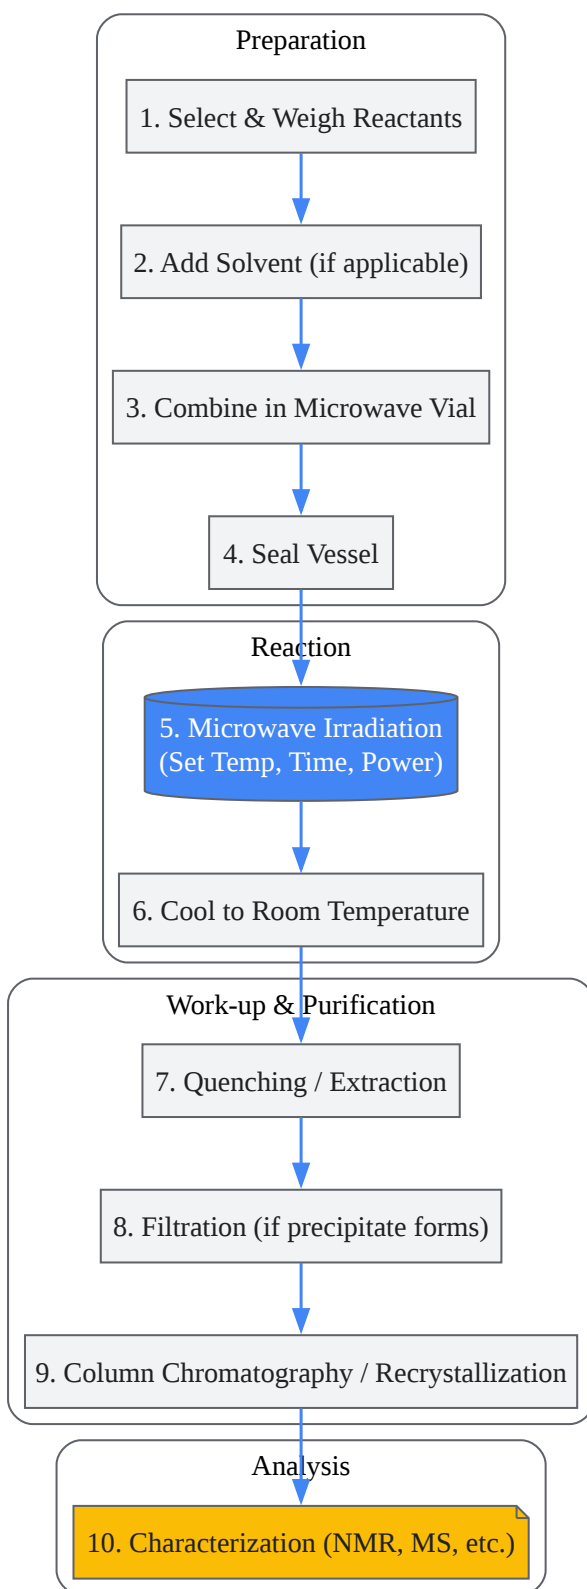 Preparation
1. Select & Weigh Reactants
2. Add Solvent (if applicable)
3. Combine in Microwave Vial
4. Seal Vessel
Reaction
5. Microwave Irradiation
(Set Temp, Time, Power)
6. Cool to Room Temperature
Work-up & Purification
7. Quenching / Extraction
8. Filtration (if precipitate forms)
9. Column Chromatography / Recrystallization
Analysis
10. Characterization (NMR, MS, etc.)